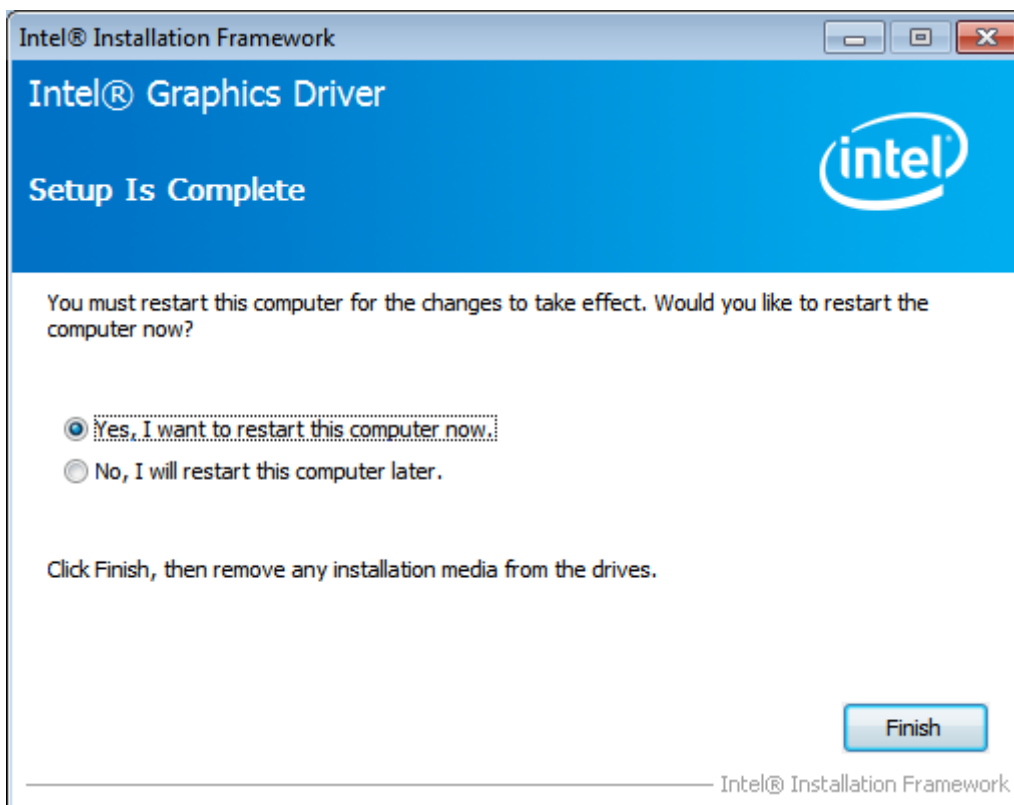 Intel® Installation Framework
Intel® Graphics Driver
intel
Setup Is Complete
You must restart this computer for the changes to take effect. Would you like to restart the
computer now?
Yes, I want to restart this computer now.
No, I will restart this computer later.
Click Finish, then remove any installation media from the drives.
Finish
Intel® Installation Framework